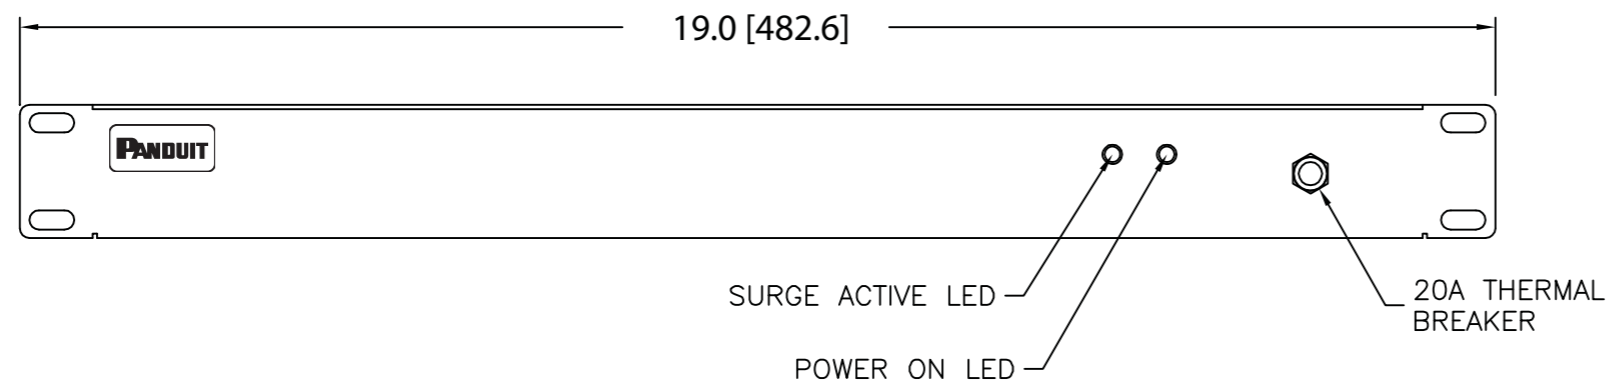 19.0 [482.6]
PANDUIT
SURGE ACTIVE LED
POWER ON LED
20A THERMAL
BREAKER